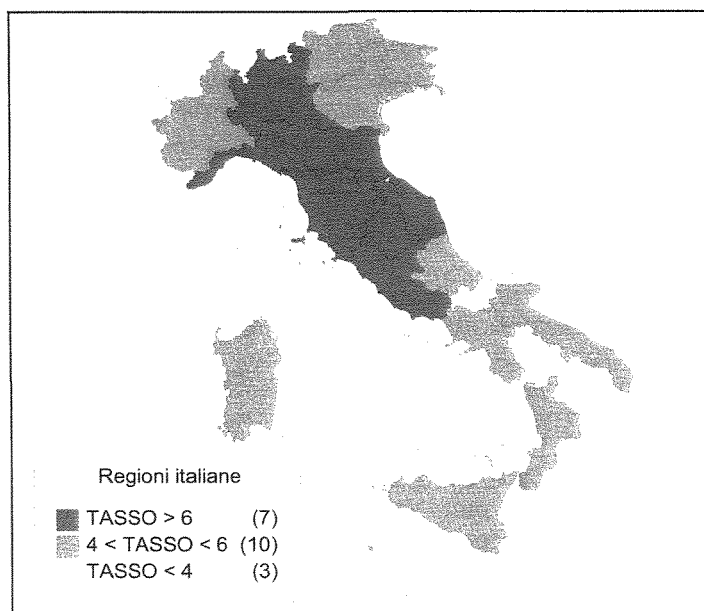 Regioni italiane
TASSO > 6 (7)
4 < TASSO < 6 (10)
TASSO < 4 (3)